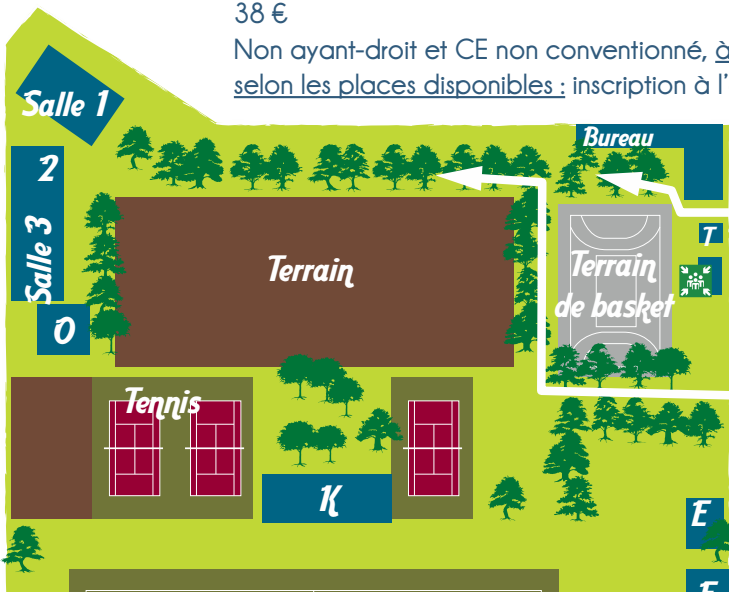 38 €
Non ayant-droit et CE non conventionné, à
selon les places disponibles : inscription à l’
Salle 1
Bureau
2
Salle 3
T
Terrain
Terrain
de basket
O
Tennis
K
E